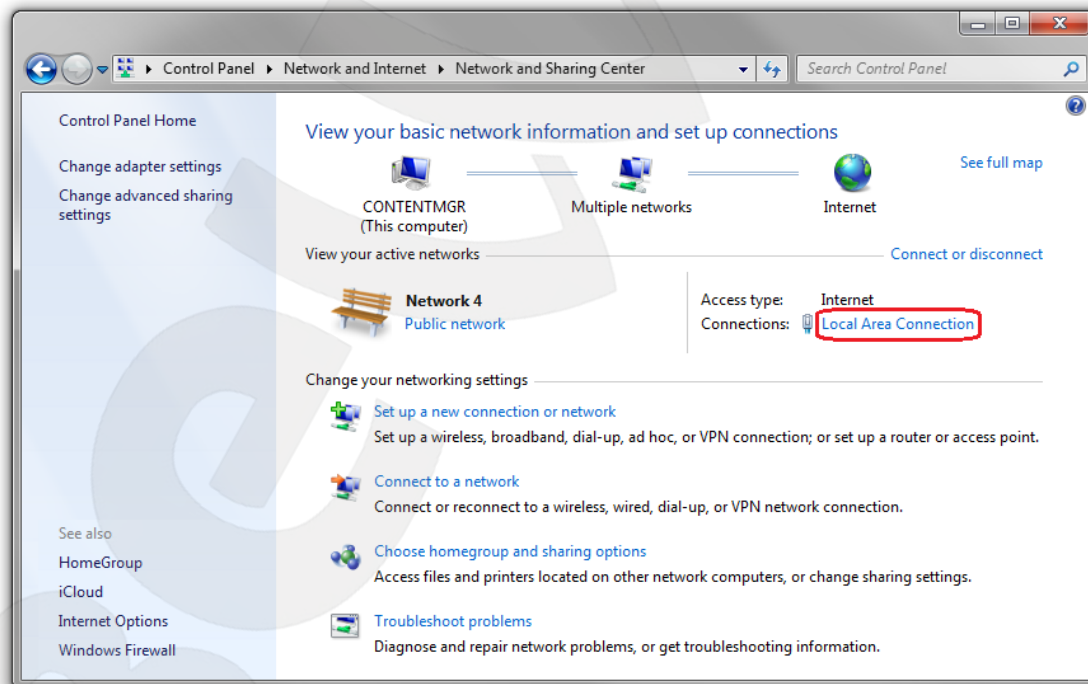 Control Panel ▸ Network and Internet ▸ Network and Sharing Center
Search Control Panel
Control Panel Home
Change adapter settings
Change advanced sharing
settings
See also
HomeGroup
iCloud
Internet Options
Windows Firewall
View your basic network information and set up connections
See full map
CONTENTMGR
(This computer)
Multiple networks
Internet
View your active networks
Connect or disconnect
Network 4
Public network
Access type: Internet
Connections: Local Area Connection
Change your networking settings
Set up a new connection or network
Set up a wireless, broadband, dial-up, ad hoc, or VPN connection; or set up a router or access point.
Connect to a network
Connect or reconnect to a wireless, wired, dial-up, or VPN network connection.
Choose homegroup and sharing options
Access files and printers located on other network computers, or change sharing settings.
Troubleshoot problems
Diagnose and repair network problems, or get troubleshooting information.